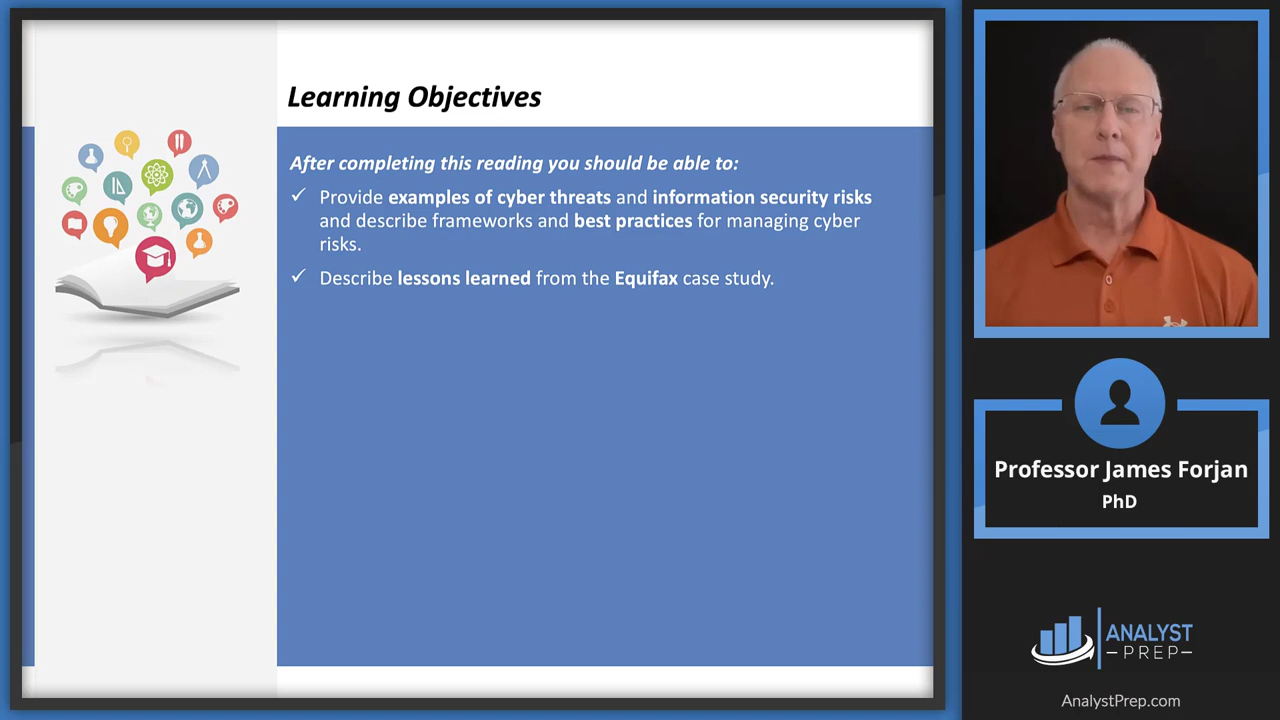 Learning Objectives
After completing this reading you should be able to:
✓ Provide examples of cyber threats and information security risks
and describe frameworks and best practices for managing cyber
risks.
✓ Describe lessons learned from the Equifax case study.
Professor James Forjan
PhD
ANALYST
—PREP—
AnalystPrep.com